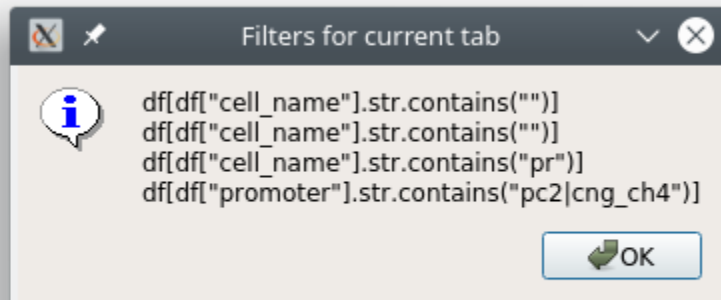 Filters for current tab
df[df["cell_name"].str.contains("")]
df[df["cell_name"].str.contains("")]
df[df["cell_name"].str.contains("pr")]
df[df["promoter"].str.contains("pc2|cng_ch4")]
OK